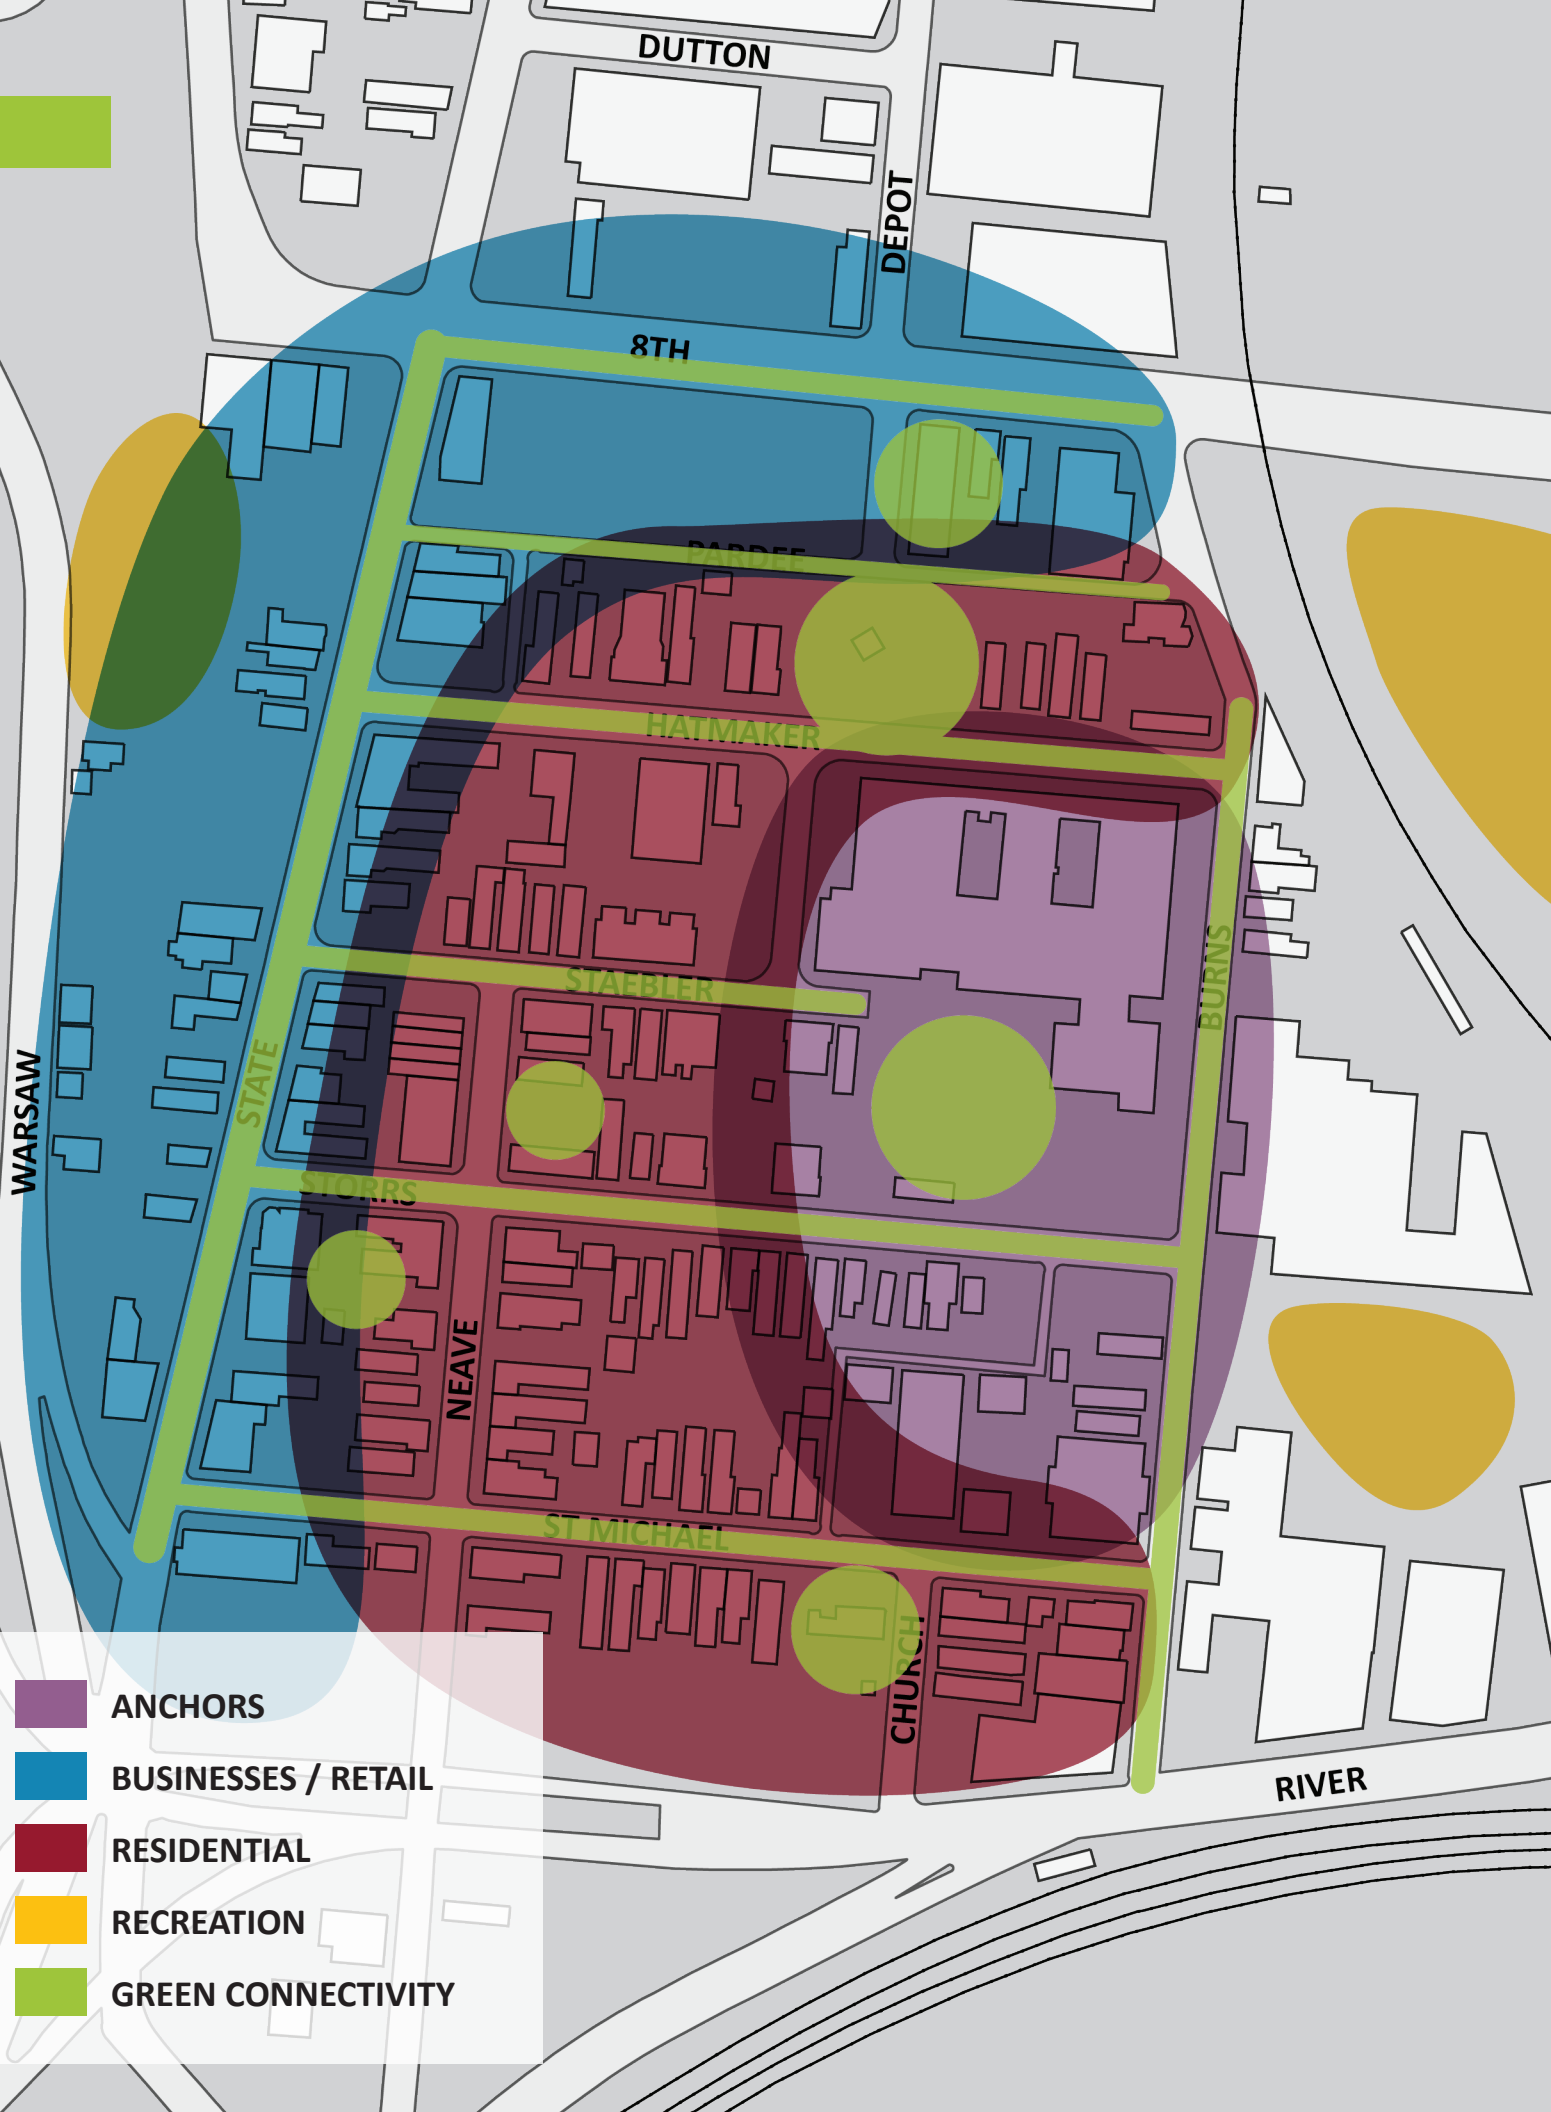 DUTTON
DEPOT
8TH
PARDEE
HATMAKER
BURNS
STAEBLER
STATE
WARSAW
STORRS
NEAVE
ST MICHAEL
CHURCH
RIVER
ANCHORS
BUSINESSES / RETAIL
RESIDENTIAL
RECREATION
GREEN CONNECTIVITY